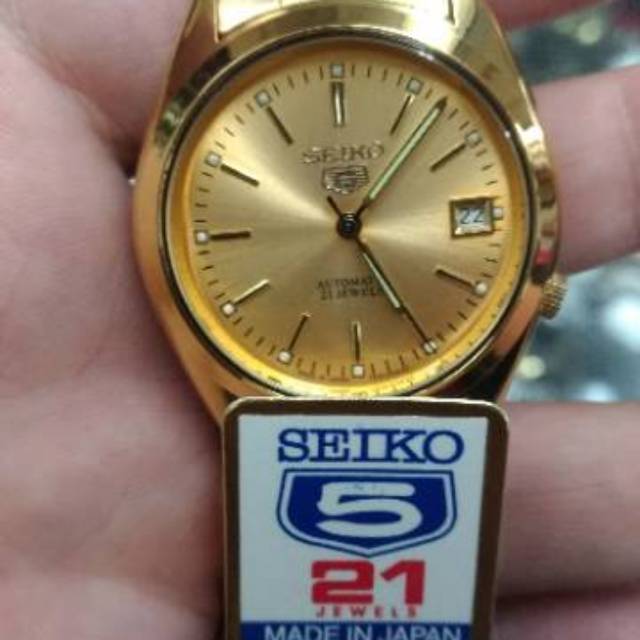 SEIKO
5
22
AUTOMATIC
21 JEWELS
SEIKO
5
21
JEWELS
MADE IN JAPAN